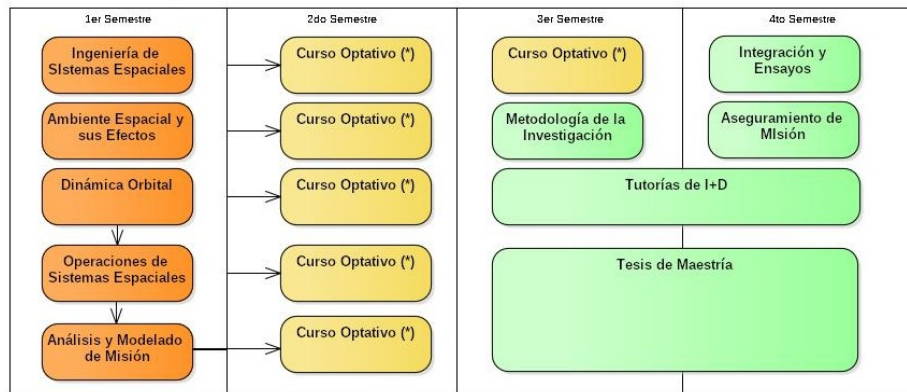 1er Semestre
2do Semestre
3er Semestre
4to Semestre
Ingeniería de
SIstemas Espaciales
Ambiente Espacial y
sus Efectos
Dinámica Orbital
Operaciones de
Sistemas Espaciales
Análisis y Modelado
de Misión
Curso Optativo (*)
Curso Optativo (*)
Curso Optativo (*)
Curso Optativo (*)
Curso Optativo (*)
Curso Optativo (*)
Metodología de la
Investigación
Integración y
Ensayos
Aseguramiento de
MIsión
Tutorías de I+D
Tesis de Maestría